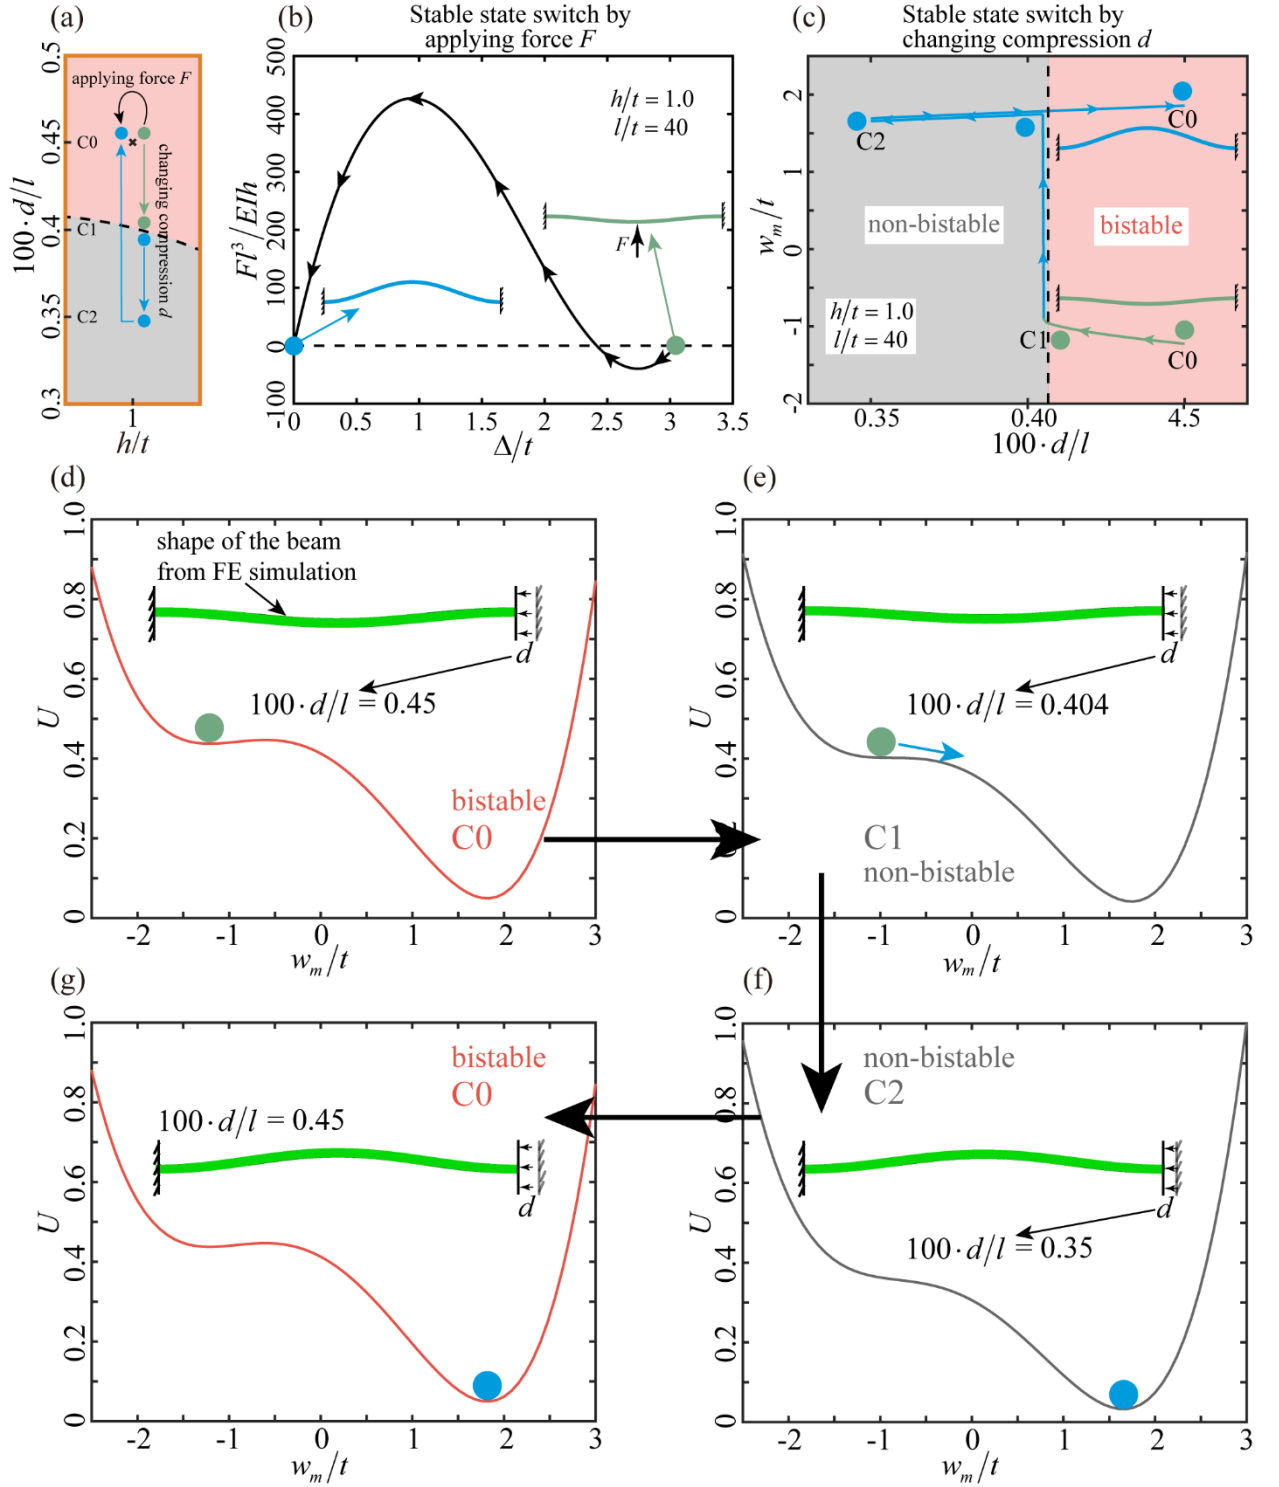 (a)
0.5
0.45
0.4
0.35
0.3
100·d/l
applying force F
C0
C1
C2
changing compression d
1
h/t
(b)
Stable state switch by
applying force F
500
400
300
200
100
0
-100
Fl³/EIh
h/t = 1.0
l/t = 40
F
0
0.5
1
1.5
2
2.5
3
3.5
Δ/t
(c)
Stable state switch by
changing compression d
2
1
0
-1
-2
wₘ/t
C2
C0
non-bistable
bistable
h/t = 1.0
l/t = 40
C1
C0
0.35
0.40
4.5
100·d/l
(d)
1.0
0.8
0.6
0.4
0.2
0
U
shape of the beam
from FE simulation
d
100·d/l = 0.45
bistable
C0
-2
-1
0
1
2
3
wₘ/t
(e)
1.0
0.8
0.6
0.4
0
U
d
100·d/l = 0.404
C1
non-bistable
-2
-1
0
1
2
3
wₘ/t
(g)
1.0
0.8
0.6
0.4
0.2
0
U
bistable
C0
100·d/l = 0.45
d
-2
-1
0
1
2
3
wₘ/t
(f)
1.0
0.8
0.6
0.4
0.2
0
U
non-bistable
C2
d
100·d/l = 0.35
-2
-1
0
1
2
3
wₘ/t